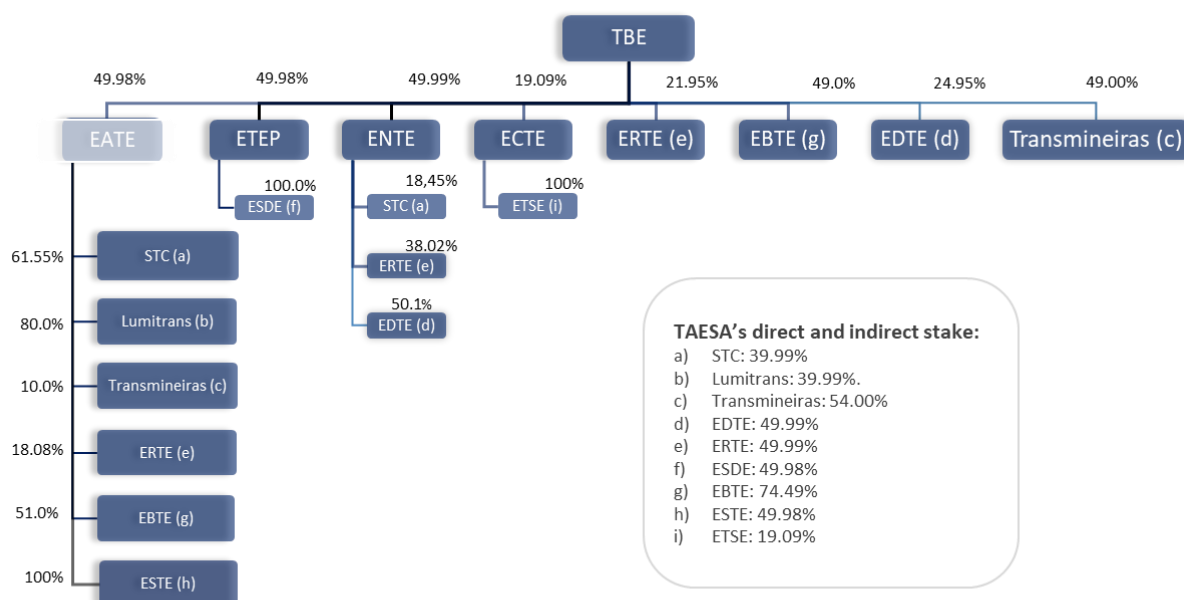 TBE
49.98%
49.98%
49.99%
19.09%
21.95%
49.0%
24.95%
49.00%
EATE
ETEP
ENTE
ECTE
ERTE (e)
EBTE (g)
EDTE (d)
Transmineiras (c)
100.0%
ESDE (f)
18,45%
STC (a)
100%
ETSE (i)
38.02%
ERTE (e)
50.1%
EDTE (d)
61.55%
STC (a)
80.0%
Lumitrans (b)
10.0%
Transmineiras (c)
18.08%
ERTE (e)
51.0%
EBTE (g)
100%
ESTE (h)
TAESA's direct and indirect stake:
a) STC: 39.99%
b) Lumitrans: 39.99%.
c) Transmineiras: 54.00%
d) EDTE: 49.99%
e) ERTE: 49.99%
f) ESDE: 49.98%
g) EBTE: 74.49%
h) ESTE: 49.98%
i) ETSE: 19.09%